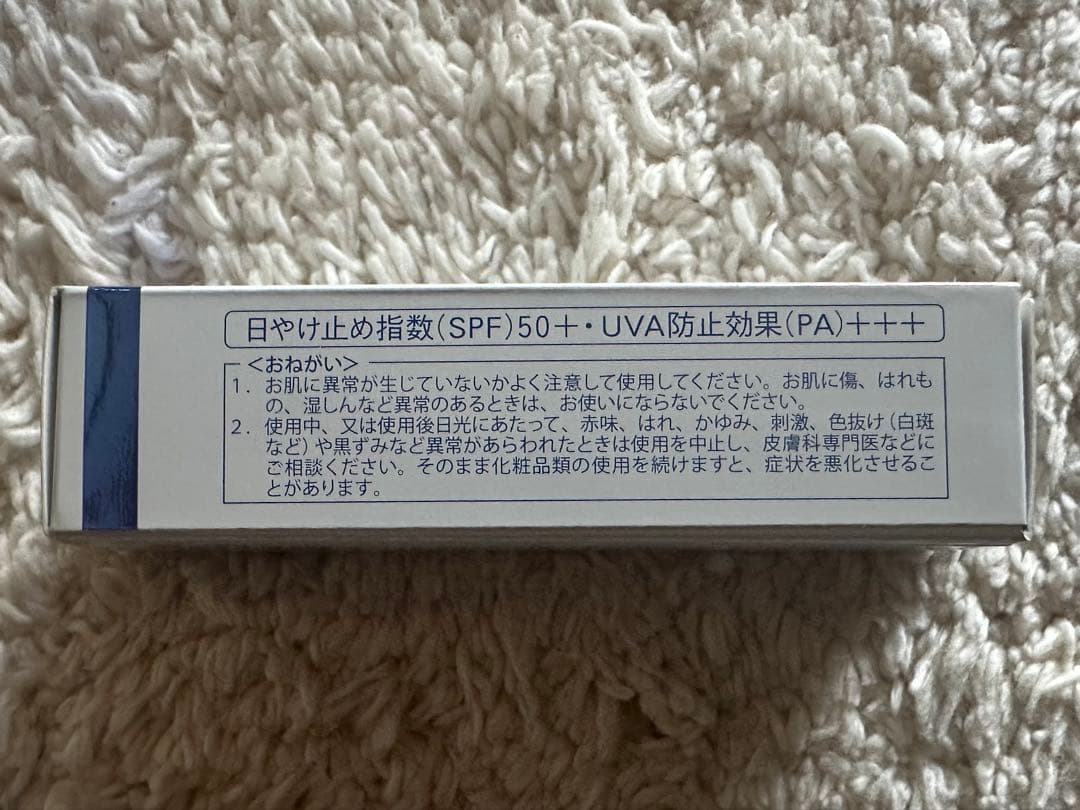 日やけ止め指数(SPF)50+・UVA防止効果(PA)+++
<おねがい>
1. お肌に異常が生じていないかよく注意して使用してください。お肌に傷、はれも
の、湿しんなど異常のあるときは、お使いにならないでください。
2. 使用中、又は使用後日光にあたって、赤味、はれ、かゆみ、刺激、色抜け(白斑
など)や黒ずみなど異常があらわれたときは使用を中止し、皮膚科専門医などに
ご相談ください。そのまま化粧品類の使用を続けますと、症状を悪化させるこ
とがあります。